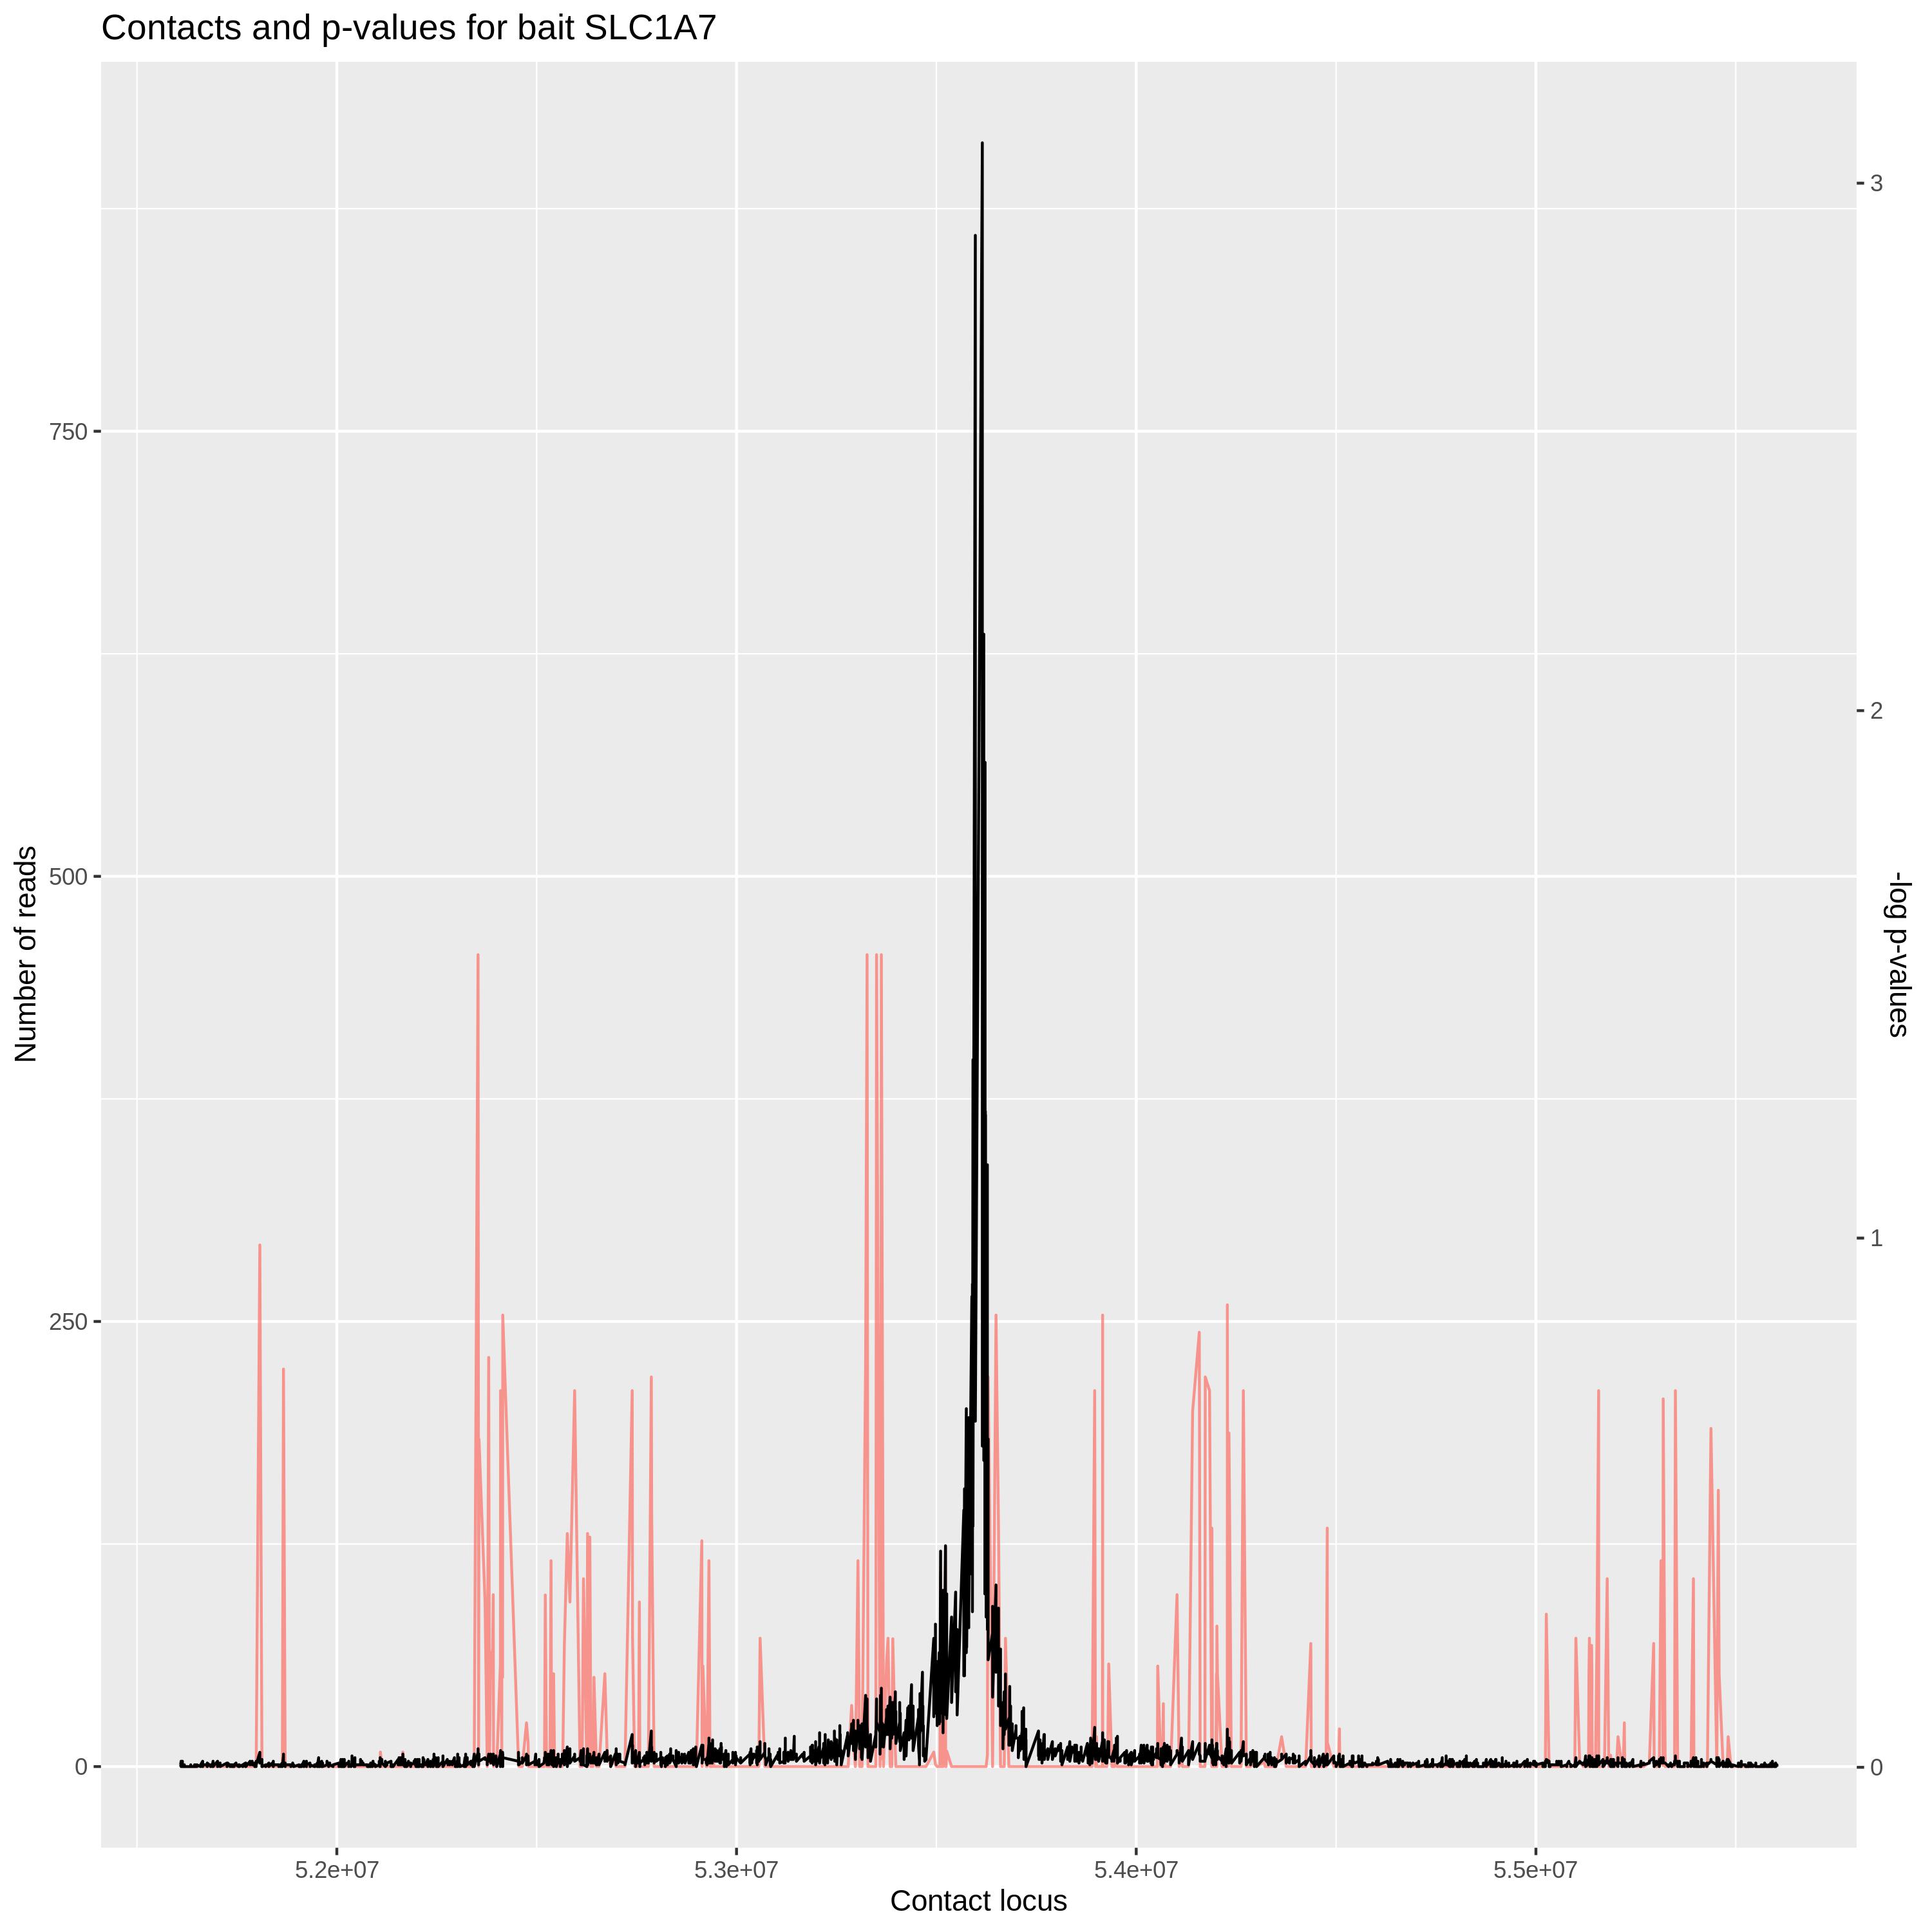 Contacts and p-values for bait SLC1A7
3
750
2
500
Number of reads
-log p-values
1
250
0
0
5.2e+07
5.3e+07
5.4e+07
5.5e+07
Contact locus